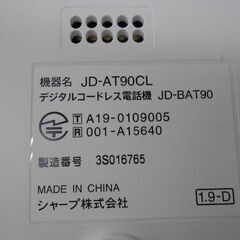 機器名 JD-AT90CL
デジタルコードレス電話機 JD-BAT90
T A19-0109005
R 001-A15640
製造番号 3S016765
MADE IN CHINA
シャープ株式会社
1.9-D